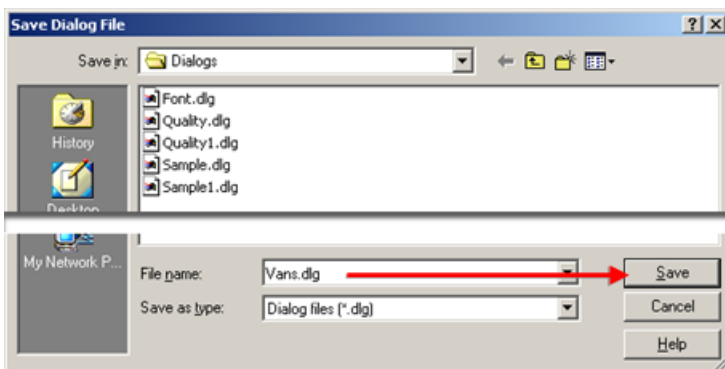 Save Dialog File
Save in: Dialogs
Font.dlg
Quality.dlg
Quality1.dlg
Sample.dlg
Sample1.dlg
History
Desktop
My Network P...
File name: Vans.dlg Save
Save as type: Dialog files (*.dlg) Cancel
Help